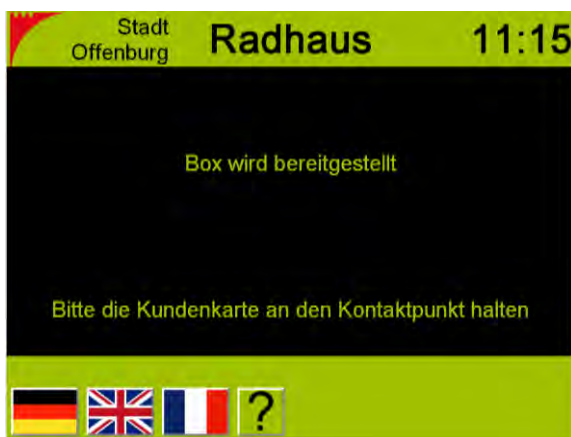 Stadt
Offenburg
Radhaus
11:15
Box wird bereitgestellt
Bitte die Kundenkarte an den Kontaktpunkt halten
?